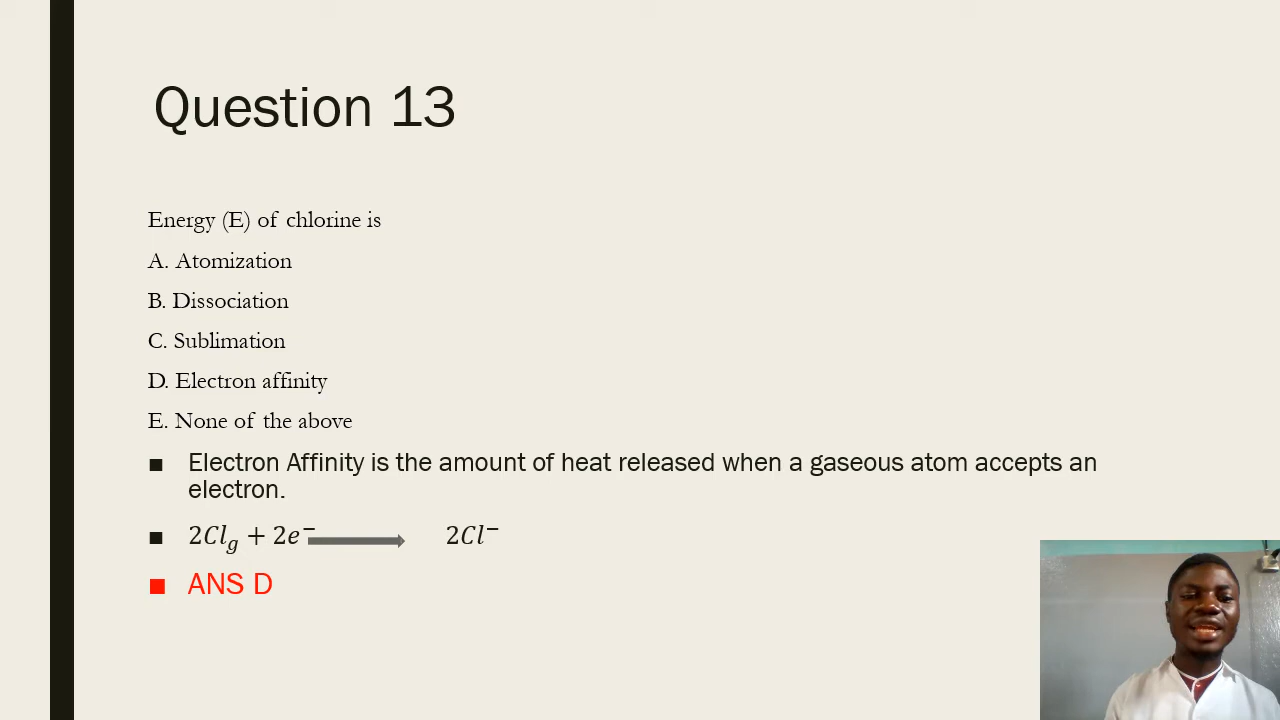 Question 13
Energy (E) of chlorine is
A. Atomization
B. Dissociation
C. Sublimation
D. Electron affinity
E. None of the above
■ Electron Affinity is the amount of heat released when a gaseous atom accepts an
electron.
■ 2Cl_g + 2e⁻ ⟶ 2Cl⁻
■ ANS D